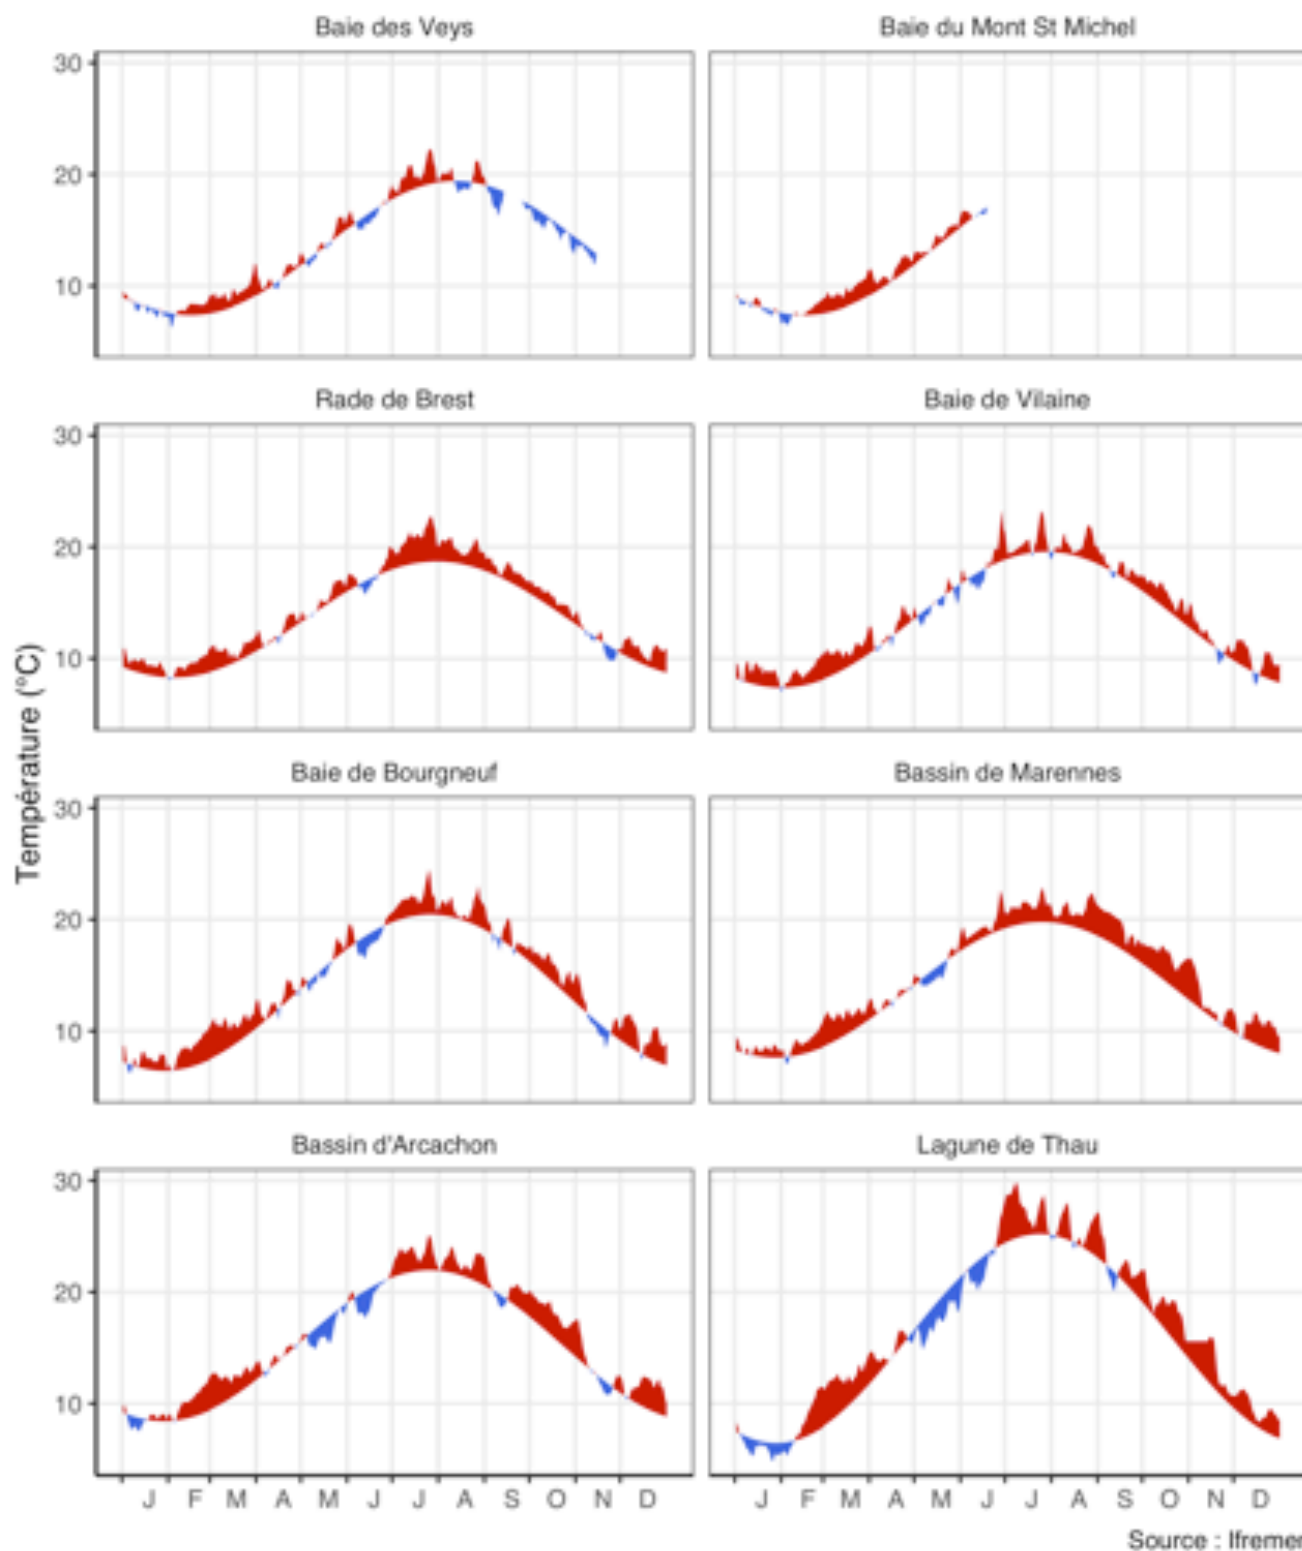 Baie des Veys Baie du Mont St Michel
30
20
10
Rade de Brest Baie de Vilaine
30
20
10
Température (°C)
Baie de Bourgneuf Bassin de Marennes
30
20
10
Bassin d'Arcachon Lagune de Thau
30
20
10
J F M A M J J A S O N D J F M A M J J A S O N D
Source : Ifremer